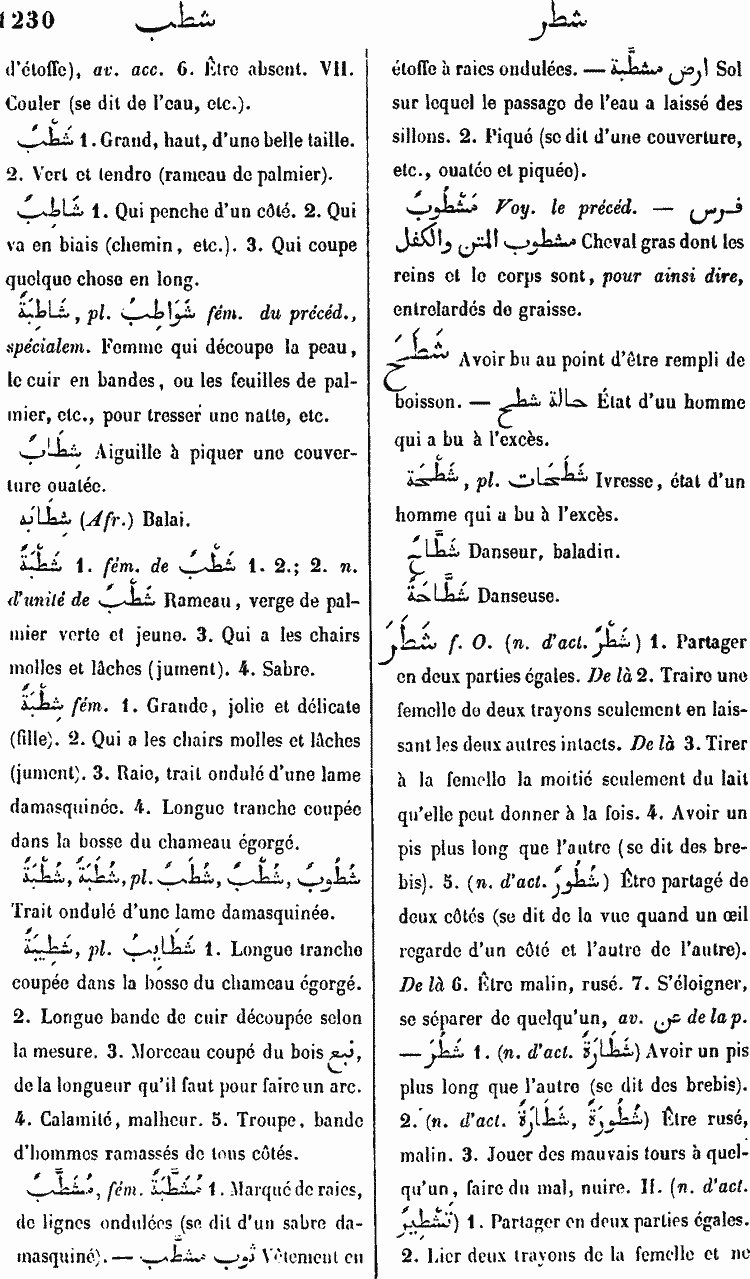 1230 شطب شطر
d'étoffe), av. acc. 6. Être absent. VII.
Couler (se dit de l'eau, etc.).
شَطْبٌ 1. Grand, haut, d'une belle taille.
2. Vert et tendre (rameau de palmier).
شَاطِبٌ 1. Qui penche d'un côté. 2. Qui
va en biais (chemin, etc.). 3. Qui coupe
quelque chose en long.
شَاطِبَةٌ, pl. شَوَاطِبُ fém. du précéd.,
spécialem. Femme qui découpe la peau,
le cuir en bandes, ou les feuilles de pal-
mier, etc., pour tresser une natte, etc.
شِطَابٌ Aiguille à piquer une couver-
ture ouatée.
شطابه (Afr.) Balai.
شَطْبَةٌ 1. fém. de شَطْبٌ 1. 2.; 2. n.
d'unité de شَطْبٌ Rameau, verge de pal-
mier verte et jeune. 3. Qui a les chairs
molles et lâches (jument). 4. Sabre.
شِطْبَةٌ fém. 1. Grande, jolie et délicate
(fille). 2. Qui a les chairs molles et lâches
(jument). 3. Raie, trait ondulé d'une lame
damasquinée. 4. Longue tranche coupée
dans la bosse du chameau égorgé.
شُطْبَةٌ, شُطَبَةٌ, pl. شُطَبٌ, شُطْبٌ, شُطُوبٌ
Trait ondulé d'une lame damasquinée.
شَطِيبَةٌ, pl. شَطَايِبُ 1. Longue tranche
coupée dans la bosse du chameau égorgé.
2. Longue bande de cuir découpée selon
la mesure. 3. Morceau coupé du bois نبع,
de la longueur qu'il faut pour faire un arc.
4. Calamité, malheur. 5. Troupe, bande
d'hommes ramassés de tous côtés.
مُشَطَّبٌ, fém. مُشَطَّبَةٌ 1. Marqué de raies,
de lignes ondulées (se dit d'un sabre da-
masquiné). — ثوب مشطّب Vêtement en
étoffe à raies ondulées. — ارض مشطّبة Sol
sur lequel le passage de l'eau a laissé des
sillons. 2. Piqué (se dit d'une couverture,
etc., ouatée et piquée).
مَشْطُوبٌ Voy. le précéd. — فرس
مشطوب المتن والكفل Cheval gras dont les
reins et le corps sont, pour ainsi dire,
entrelardés de graisse.
شَطَحَ Avoir bu au point d'être rempli de
boisson. — حالة شطح État d'uu homme
qui a bu à l'excès.
شَطْحَة, pl. شَطَحَات Ivresse, état d'un
homme qui a bu à l'excès.
شَطَّاحٌ Danseur, baladin.
شَطَّاحَةٌ Danseuse.
شَطَرَ f. O. (n. d'act. شَطْرٌ) 1. Partager
en deux parties égales. De là 2. Traire une
femelle de deux trayons seulement en lais-
sant les deux autres intacts. De là 3. Tirer
à la femelle la moitié seulement du lait
qu'elle peut donner à la fois. 4. Avoir un
pis plus long que l'autre (se dit des bre-
bis). 5. (n. d'act. شُطُورٌ) Être partagé de
deux côtés (se dit de la vue quand un œil
regarde d'un côté et l'autre de l'autre).
De là 6. Être malin, rusé. 7. S'éloigner,
se séparer de quelqu'un, av. عن de la p.
— شَطُرَ 1. (n. d'act. شَطَارَةٌ) Avoir un pis
plus long que l'autre (se dit des brebis).
2. (n. d'act. شَطَارَةٌ, شُطُورَةٌ) Être rusé,
malin. 3. Jouer des mauvais tours à quel-
qu'un, faire du mal, nuire. II. (n. d'act.
تَشْطِيرٌ) 1. Partager en deux parties égales.
2. Lier deux trayons de la femelle et ne